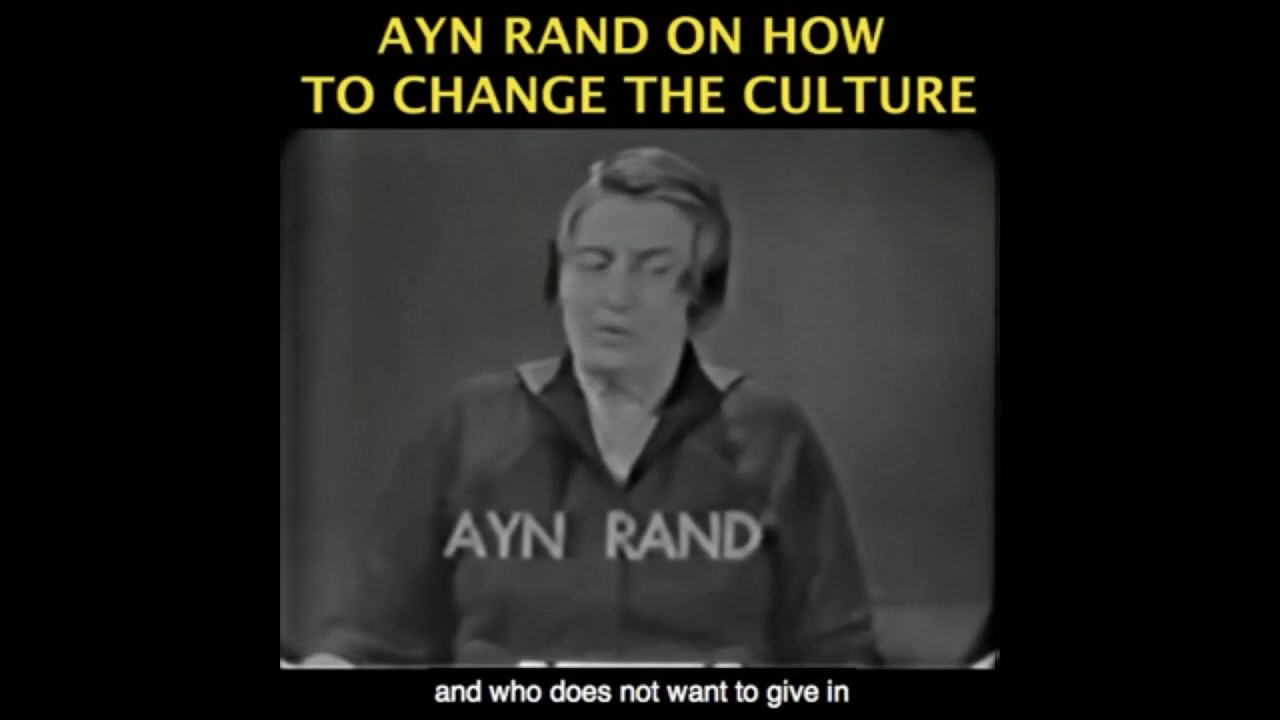 AYN RAND ON HOW
TO CHANGE THE CULTURE
AYN RAND
and who does not want to give in